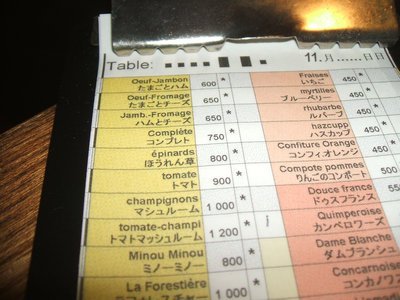 Table:
11.月......日日
Oeuf-Jambon 600 *
たまごとハム
Oeuf-Fromage 650 *
たまごとチーズ
Jamb.-Fromage 650 *
ハムとチーズ
Complète 750 *
コンプレト
épinards 800 *
ほうれん草
tomate 900 *
トマト
champignons 1 000 *
マシュルーム
tomate-champi 1 200 *
トマトマッシュルーム
Minou Minou 800 *
ミノーミノー
La Forestière 1 000
Fraises 450 *
いちご
myrtilles 450 *
ブルーベリー
rhubarbe 450 *
ルバーブ
hazcupp 450 *
ハスカップ
Confiture Orange 450 *
コンフィ.オレンジ
Compote pommes
りんごのコンポート
Douce france
ドゥスフランス
Quimperoise
カンペロワーズ
Dame Blanche
ダムブランシュ
Concarnoise